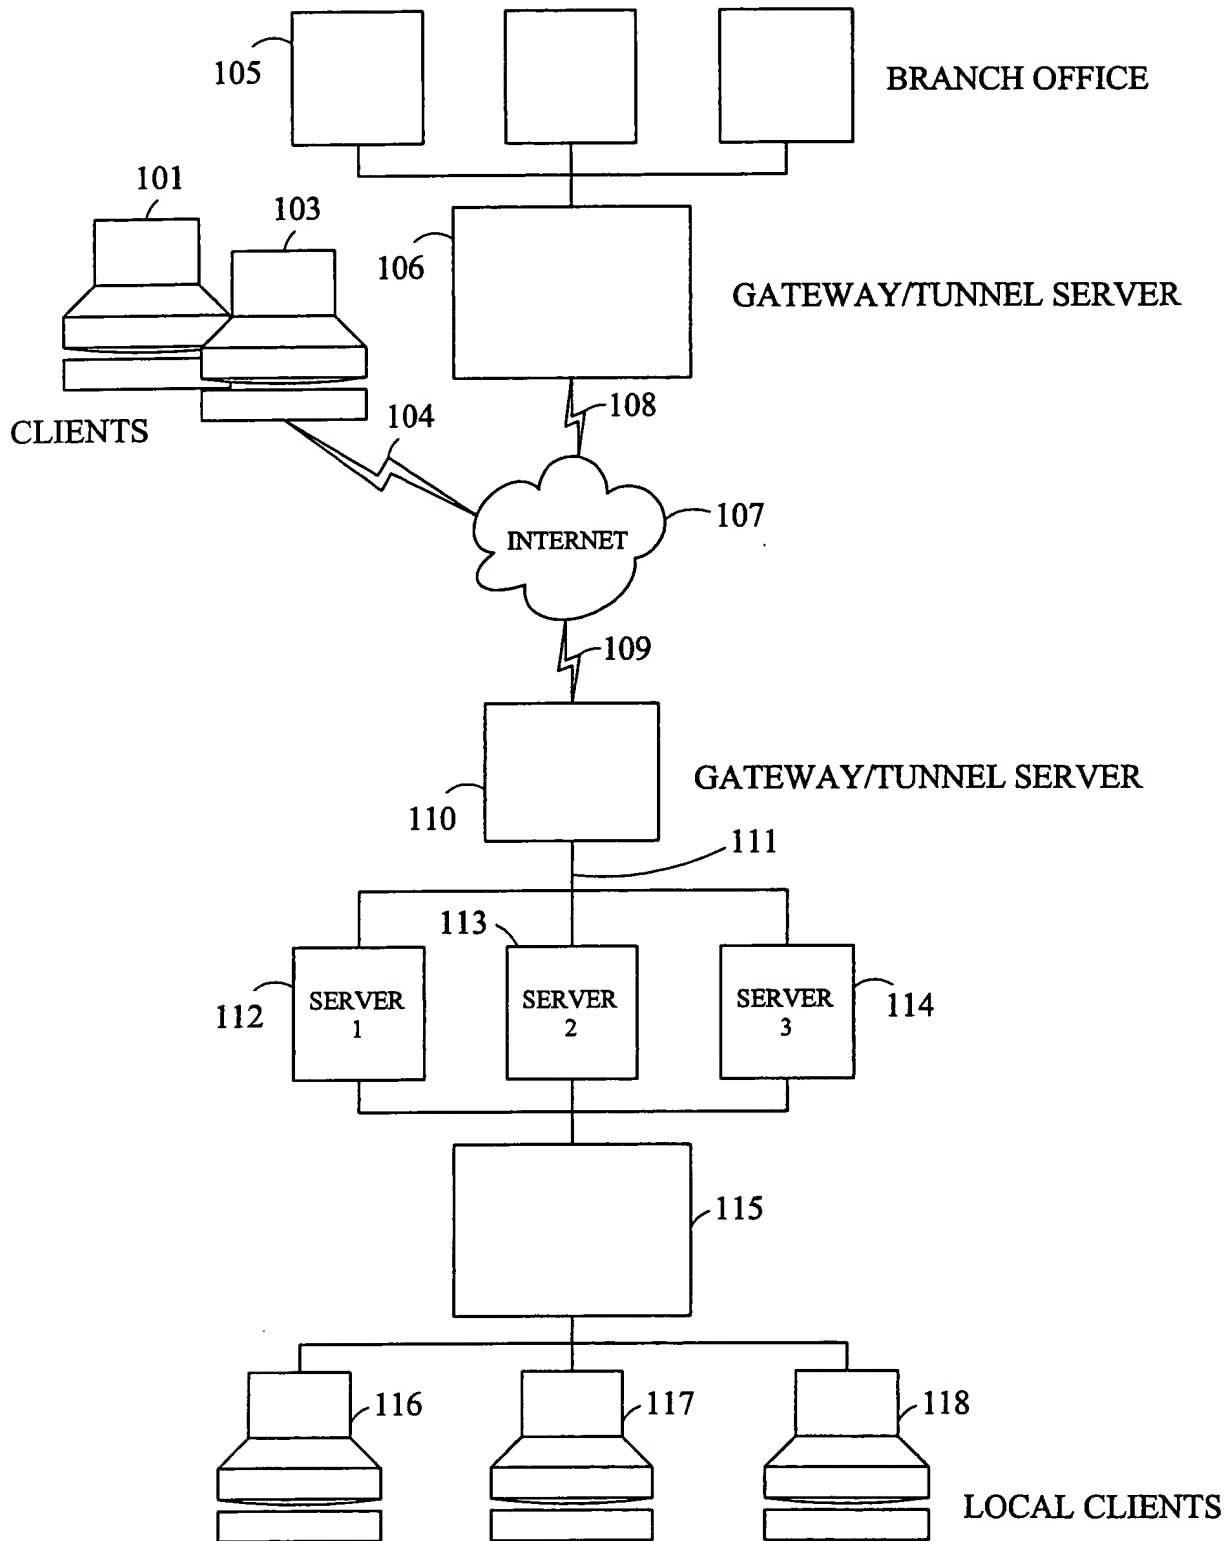 105
BRANCH OFFICE
101
103
106
GATEWAY/TUNNEL SERVER
CLIENTS
104
108
107
INTERNET
109
GATEWAY/TUNNEL SERVER
110
111
113
112
SERVER
1
SERVER
2
SERVER
3
114
115
116
117
118
LOCAL CLIENTS